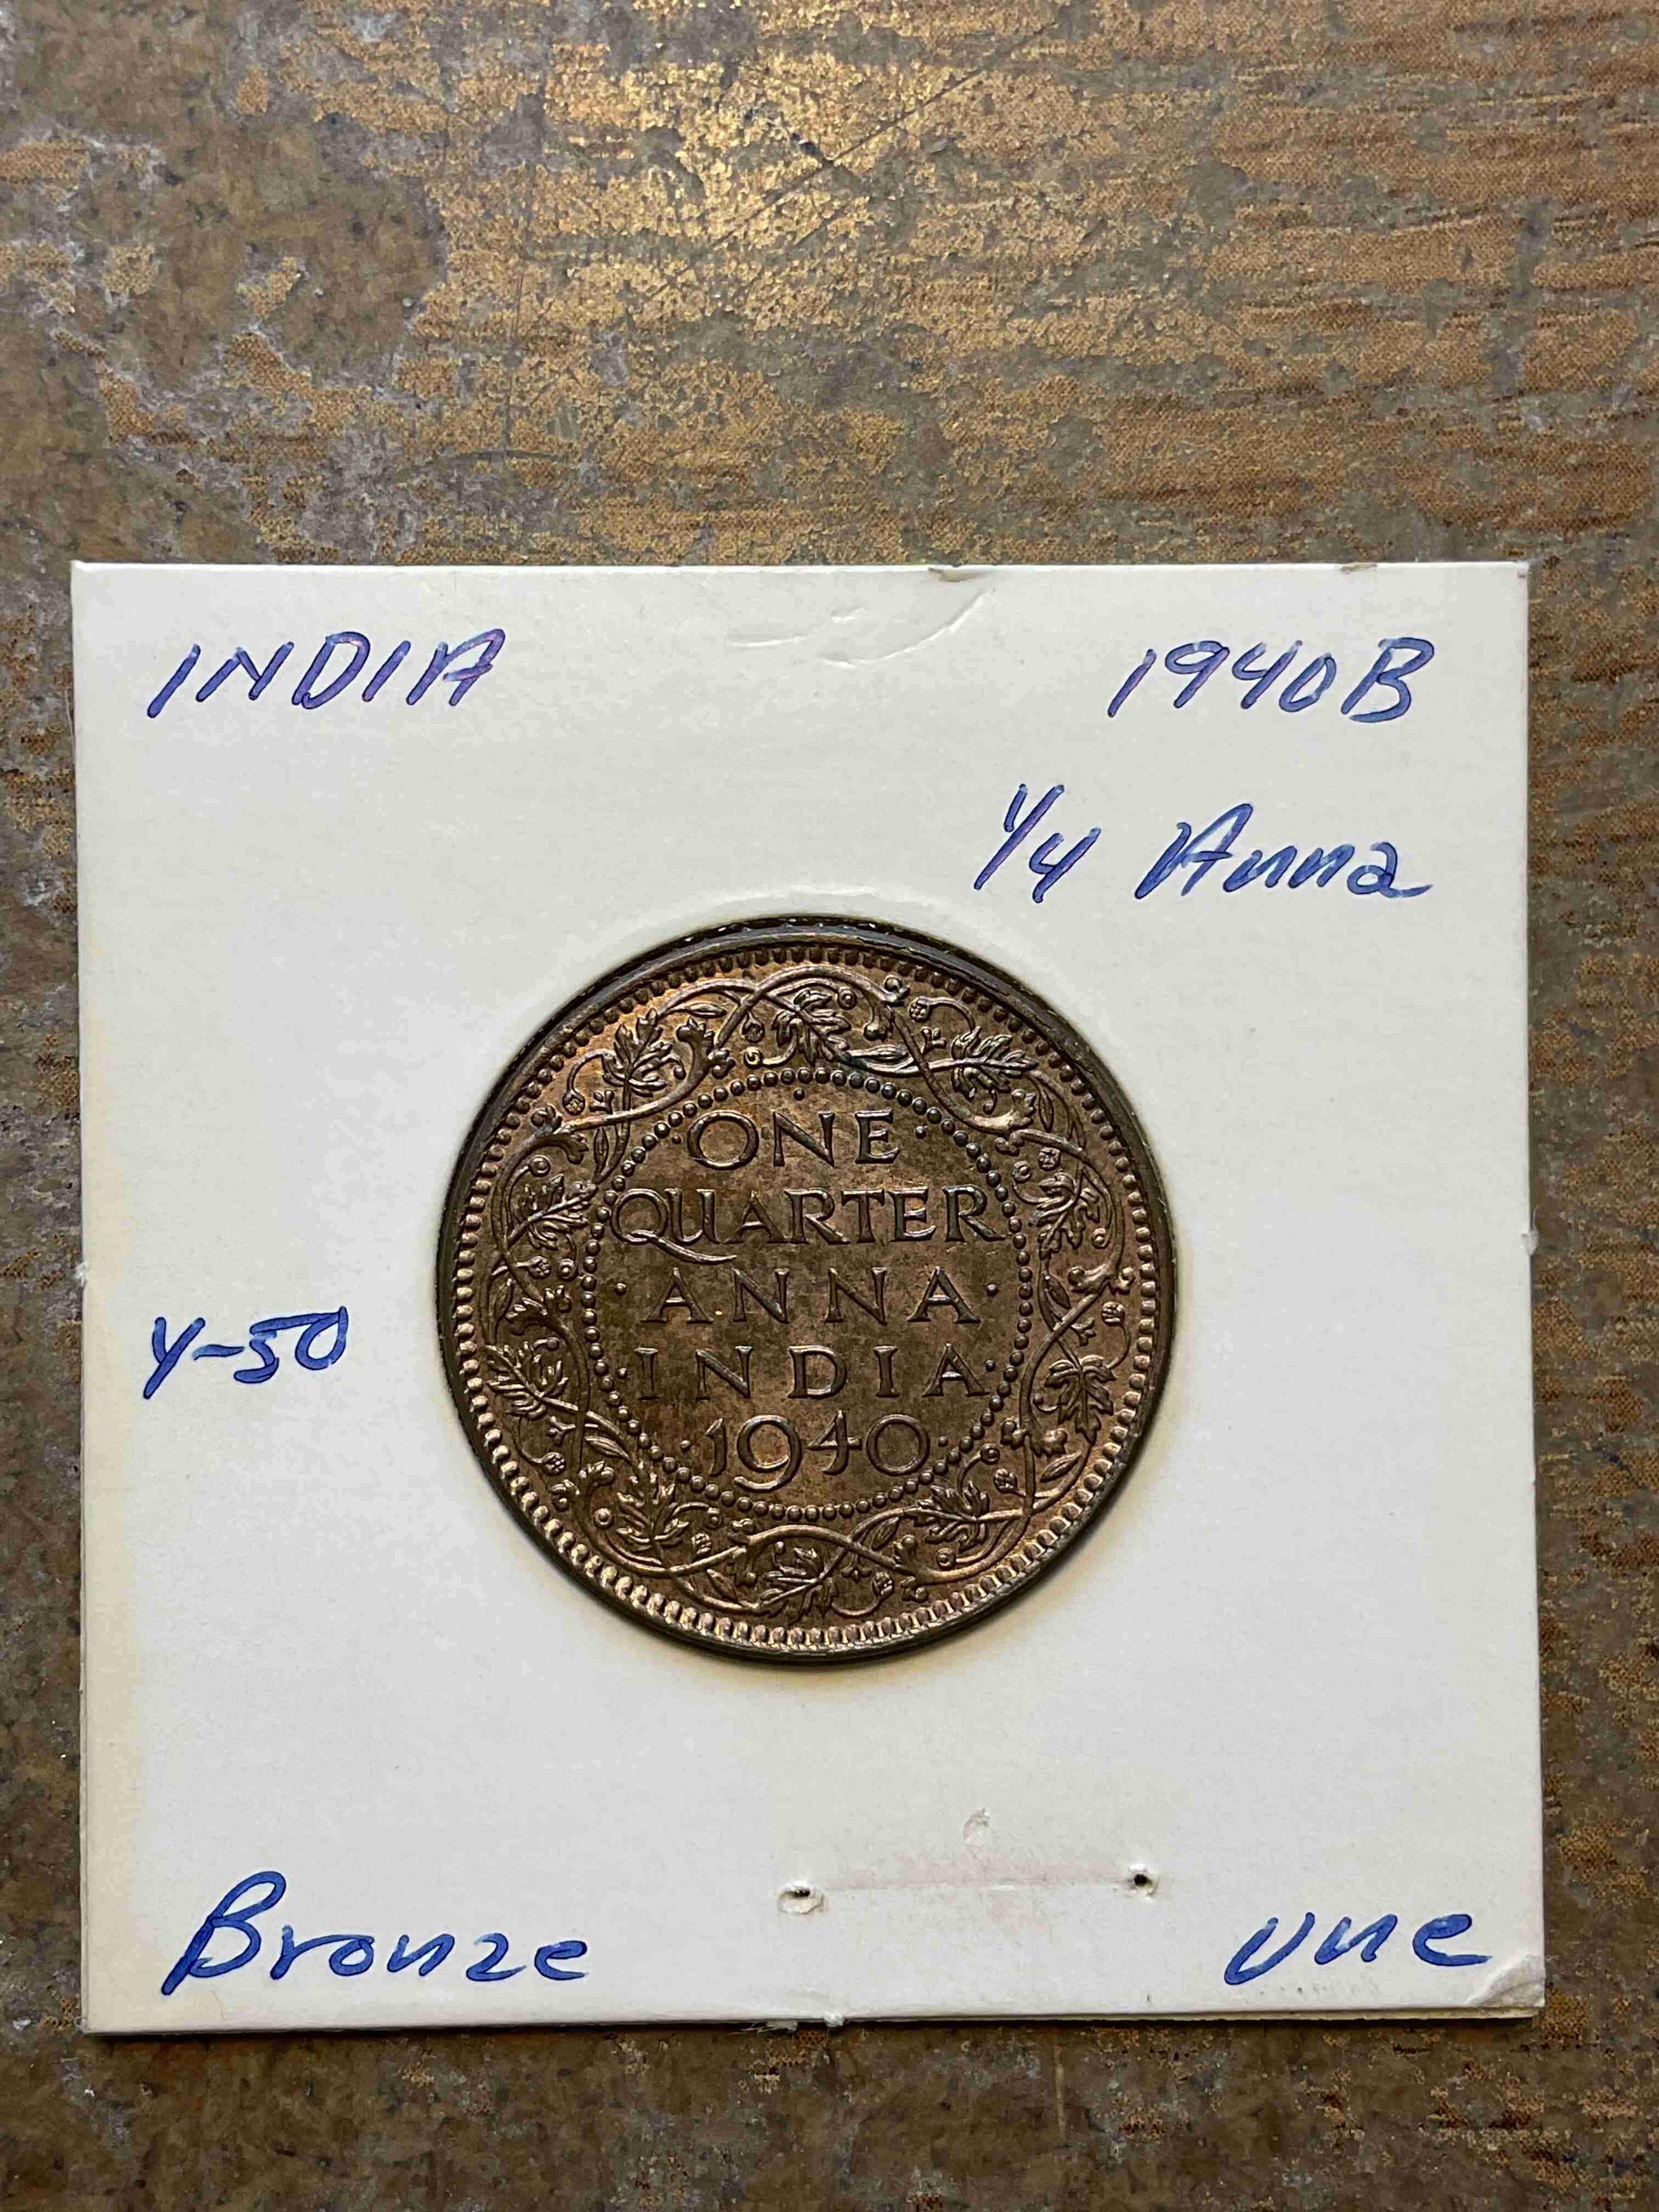 INDIA 1940B
1/4 Anna
ONE
QUARTER
· ANNA ·
· INDIA ·
· 1940 ·
Y-50
Bronze unc